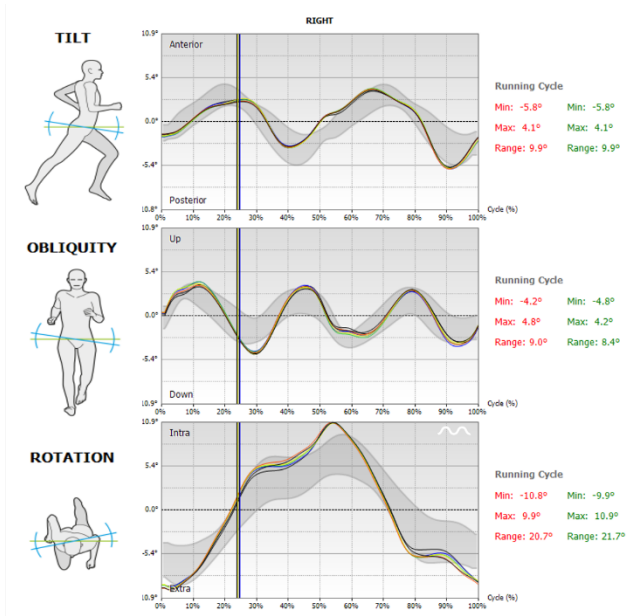 RIGHT
TILT
10.9°
Anterior
5.4°
0.0°
-5.4°
Posterior
10.8°
0% 10% 20% 30% 40% 50% 60% 70% 80% 90% 100%
Cycle (%)
Running Cycle
Min: -5.8° Min: -5.8°
Max: 4.1° Max: 4.1°
Range: 9.9° Range: 9.9°
OBLIQUITY
10.9°
Up
5.4°
0.0°
-5.4°
Down
10.9°
0% 10% 20% 30% 40% 50% 60% 70% 80% 90% 100%
Cycle (%)
Running Cycle
Min: -4.2° Min: -4.8°
Max: 4.8° Max: 4.2°
Range: 9.0° Range: 8.4°
ROTATION
10.9°
Intra
5.4°
0.0°
-5.4°
Extra
10.9°
0% 10% 20% 30% 40% 50% 60% 70% 80% 90% 100%
Cycle (%)
Running Cycle
Min: -10.8° Min: -9.9°
Max: 9.9° Max: 10.9°
Range: 20.7° Range: 21.7°